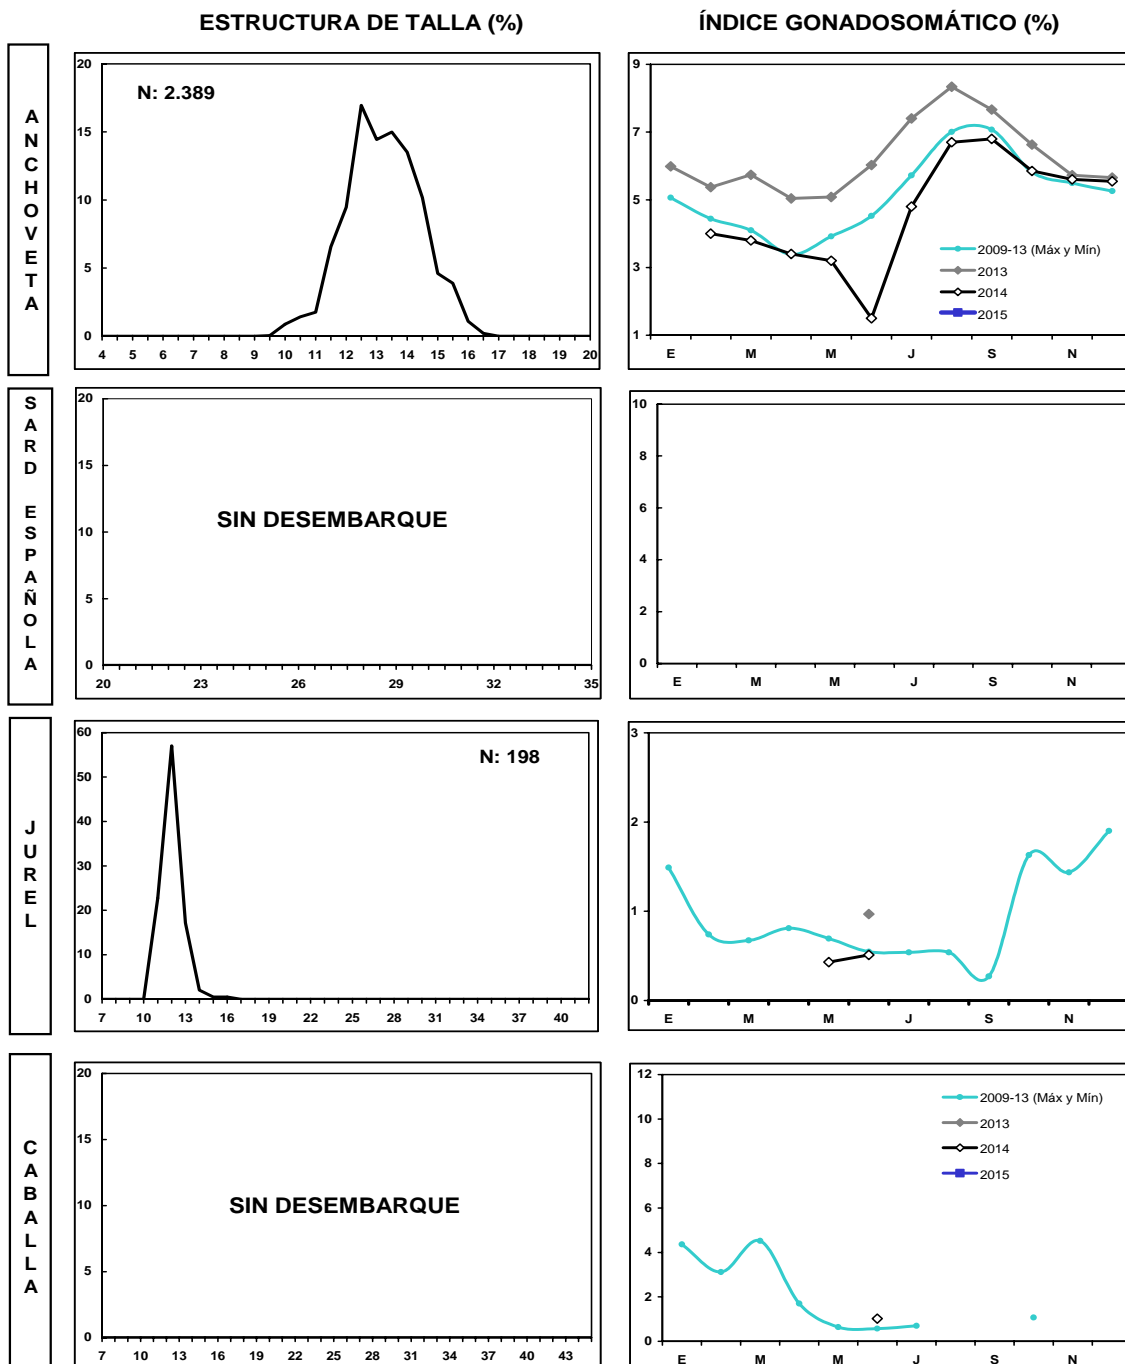 ESTRUCTURA DE TALLA (%)
ÍNDICE GONADOSOMÁTICO (%)
ANCHOVETA
20
15
10
5
0
N: 2.389
4 5 6 7 8 9 10 11 12 13 14 15 16 17 18 19 20
9
7
5
3
1
2009-13 (Máx y Mín)
2013
2014
2015
E M M J S N
SARD ESPAÑOLA
20
15
10
5
0
SIN DESEMBARQUE
20 23 26 29 32 35
10
8
6
4
2
0
E M M J S N
JUREL
60
50
40
30
20
10
0
N: 198
7 10 13 16 19 22 25 28 31 34 37 40
3
2
1
0
E M M J S N
CABALLA
20
15
10
5
0
SIN DESEMBARQUE
7 10 13 16 19 22 25 28 31 34 37 40 43
12
10
8
6
4
2
0
2009-13 (Máx y Mín)
2013
2014
2015
E M M J S N